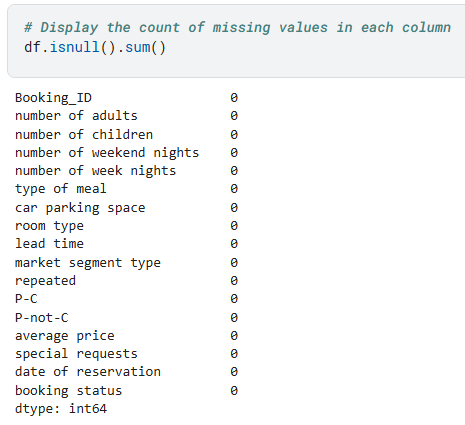 # Display the count of missing values in each column
df.isnull().sum()
Booking_ID 0
number of adults 0
number of children 0
number of weekend nights 0
number of week nights 0
type of meal 0
car parking space 0
room type 0
lead time 0
market segment type 0
repeated 0
P-C 0
P-not-C 0
average price 0
special requests 0
date of reservation 0
booking status 0
dtype: int64